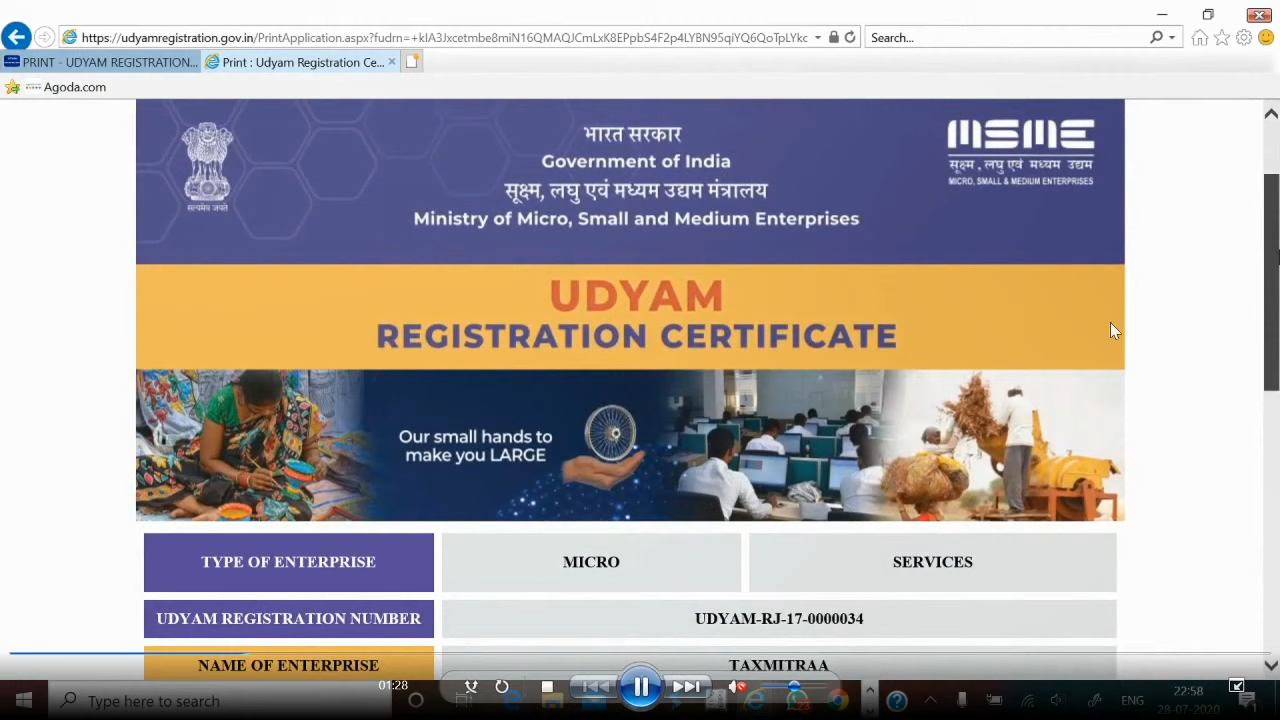 https://udyamregistration.gov.in/PrintApplication.aspx?fudrn=+klA3Jxcetmbe8miN16QMAQJCmLxK8EPpbS4F2p4LYBN95qiYQ6QoTpLYkc
Search...
PRINT - UDYAM REGISTRATION...
Print : Udyam Registration Ce...
Agoda.com
भारत सरकार
Government of India
सूक्ष्म, लघु एवं मध्यम उद्यम मंत्रालय
Ministry of Micro, Small and Medium Enterprises
सत्यमेव जयते
MSME
सूक्ष्म, लघु एवं मध्यम उद्यम
MICRO, SMALL & MEDIUM ENTERPRISES
UDYAM
REGISTRATION CERTIFICATE
Our small hands to
make you LARGE
TYPE OF ENTERPRISE MICRO SERVICES
UDYAM REGISTRATION NUMBER UDYAM-RJ-17-0000034
NAME OF ENTERPRISE TAXMITRAA
01:28
Type here to search
23
ENG
22:58
28-07-2020
1